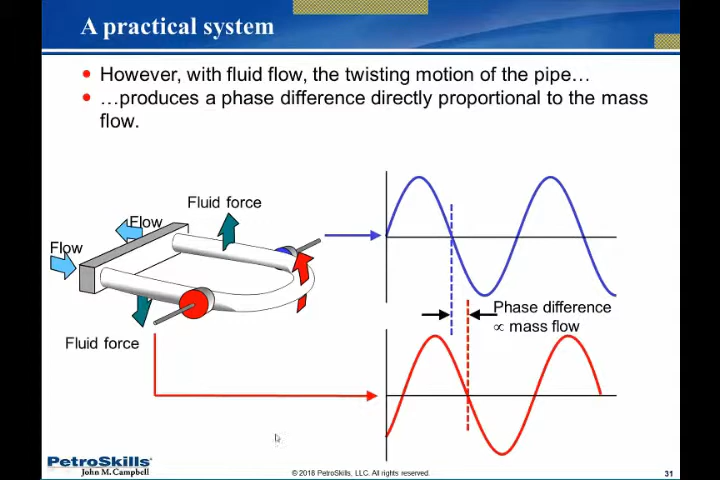 A practical system
• However, with fluid flow, the twisting motion of the pipe…
• …produces a phase difference directly proportional to the mass
flow.
Fluid force
Flow
Flow
Fluid force
Phase difference
∝ mass flow
PetroSkills®
John M. Campbell
© 2018 PetroSkills, LLC. All rights reserved.
31